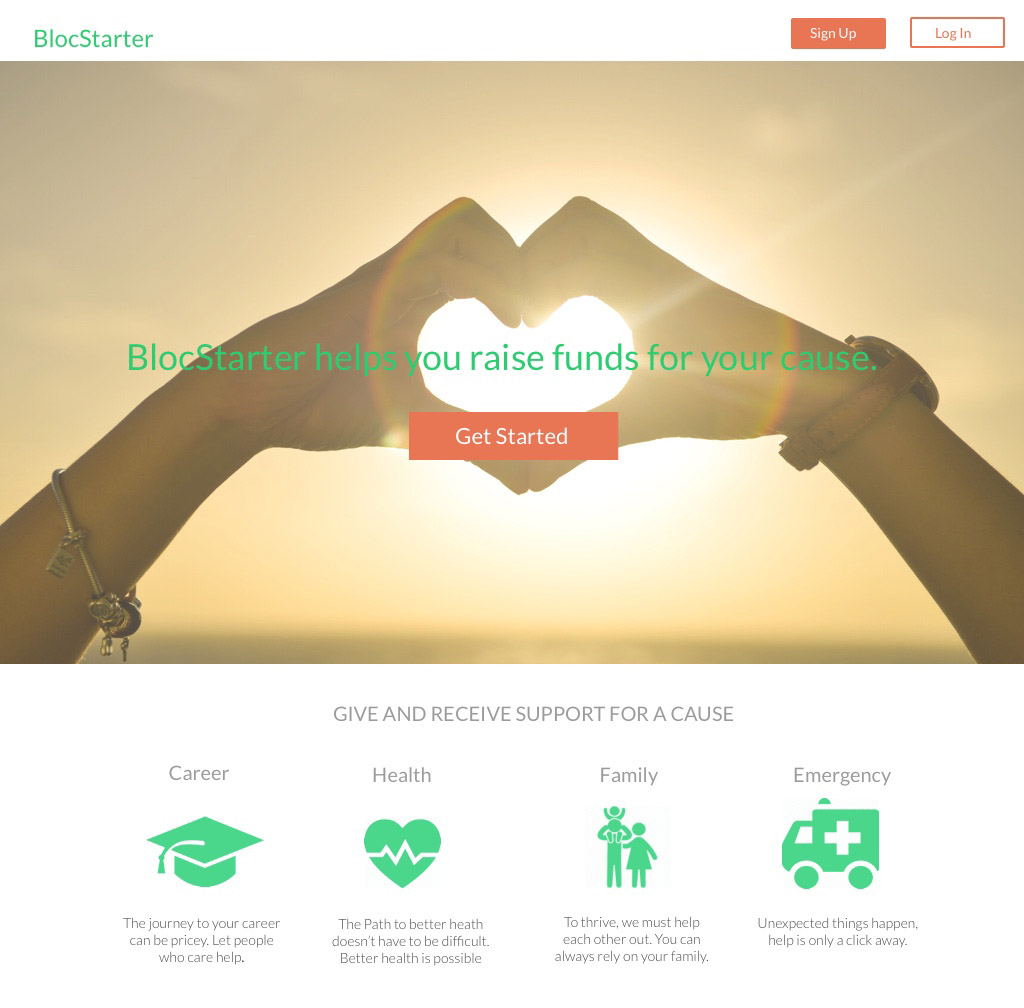 BlocStarter
Sign Up
Log In
BlocStarter helps you raise funds for your cause.
Get Started
GIVE AND RECEIVE SUPPORT FOR A CAUSE
Career
Health
Family
Emergency
The journey to your career
can be pricey. Let people
who care help.
The Path to better heath
doesn't have to be difficult.
Better health is possible
To thrive, we must help
each other out. You can
always rely on your family.
Unexpected things happen,
help is only a click away.